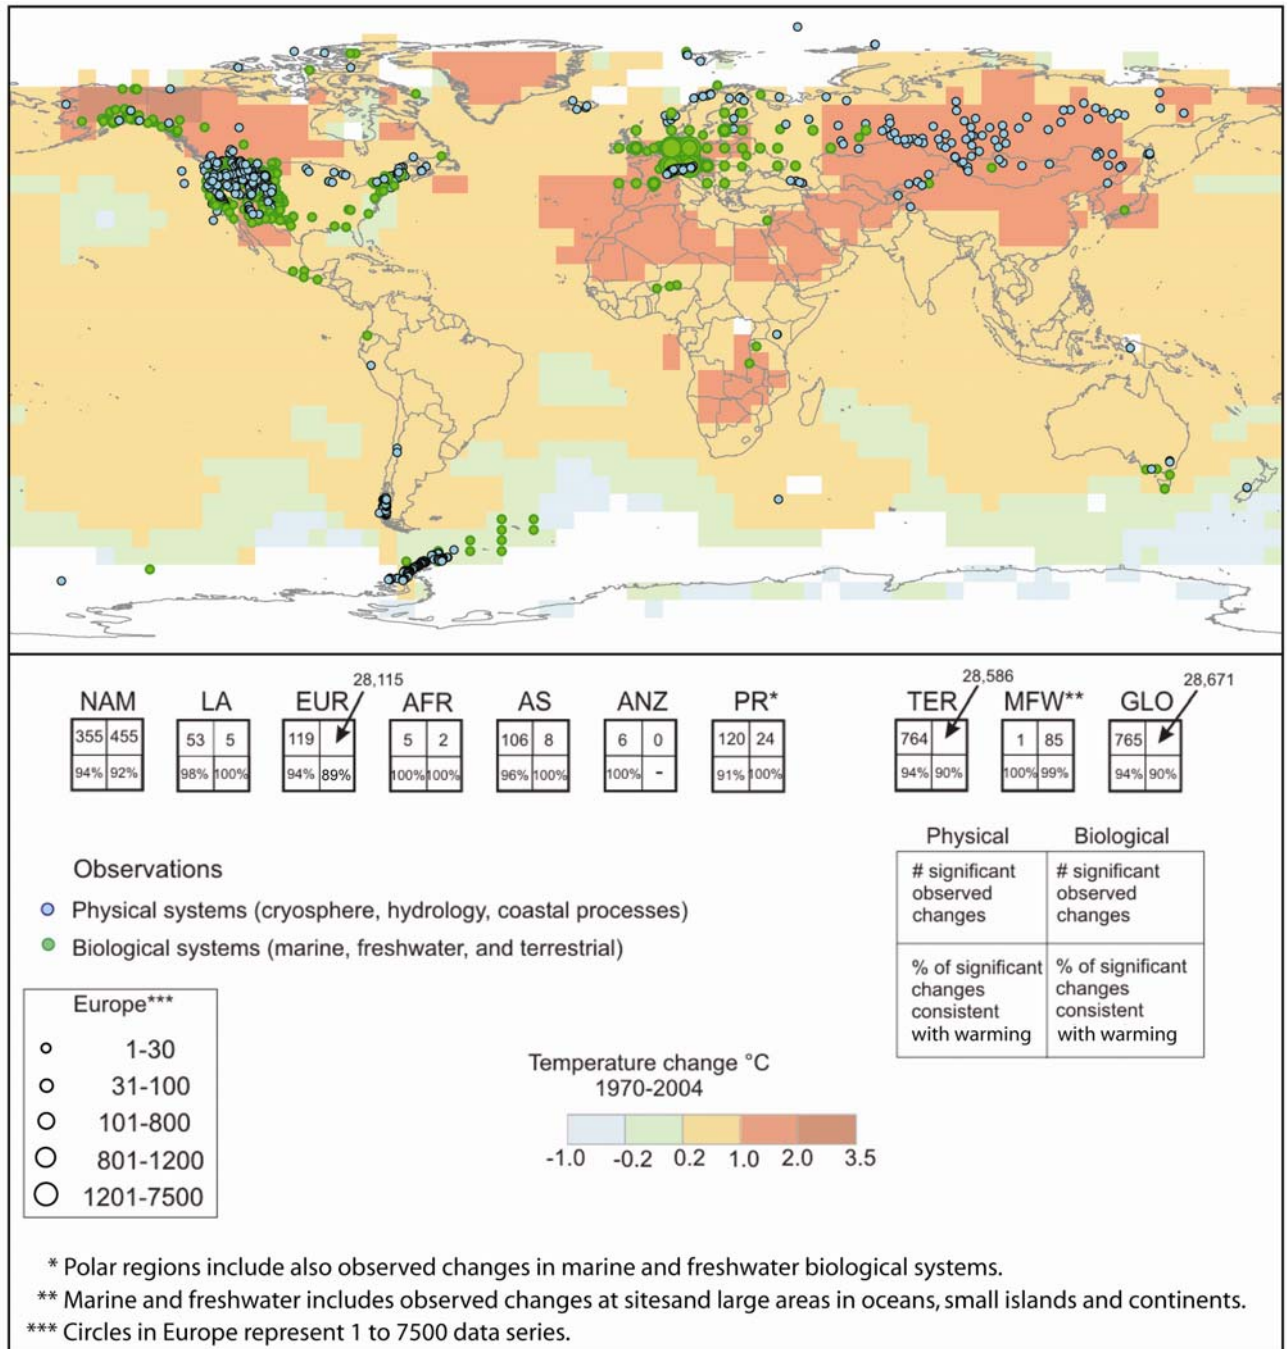 28,115
28,586
28,671
NAM LA EUR AFR AS ANZ PR* TER MFW** GLO
355 455 53 5 119 5 2 106 8 6 0 120 24 764 1 85 765
94% 92% 98% 100% 94% 89% 100% 100% 96% 100% 100% - 91% 100% 94% 90% 100% 99% 94% 90%
Physical Biological
# significant # significant
observed observed
changes changes
% of significant % of significant
changes changes
consistent consistent
with warming with warming
Observations
Physical systems (cryosphere, hydrology, coastal processes)
Biological systems (marine, freshwater, and terrestrial)
Europe***
1-30
31-100
101-800
801-1200
1201-7500
Temperature change °C
1970-2004
-1.0 -0.2 0.2 1.0 2.0 3.5
* Polar regions include also observed changes in marine and freshwater biological systems.
** Marine and freshwater includes observed changes at sitesand large areas in oceans, small islands and continents.
*** Circles in Europe represent 1 to 7500 data series.